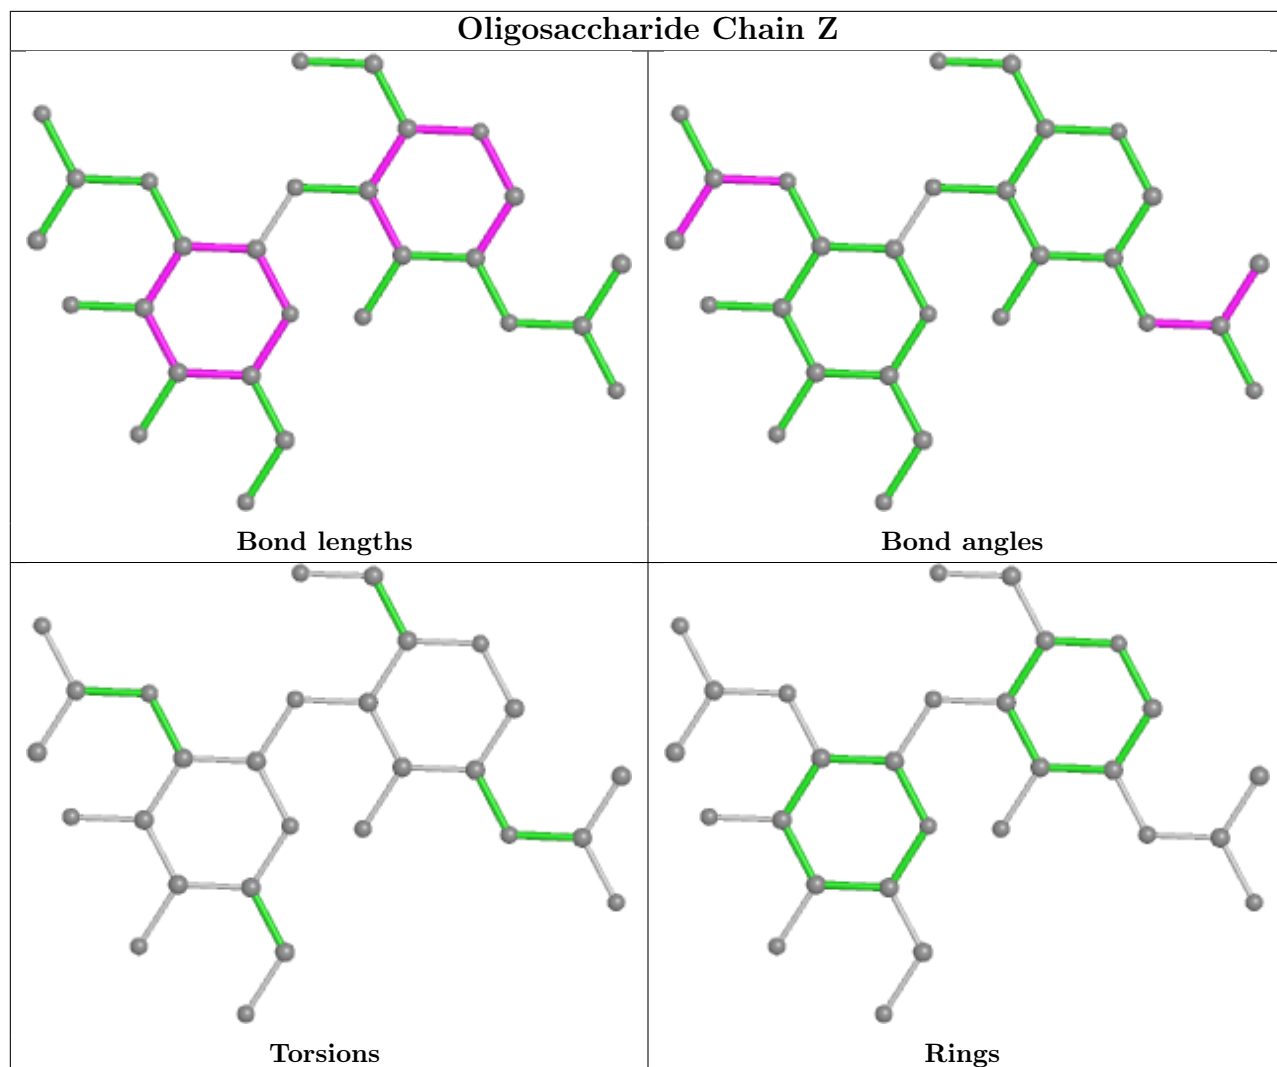 Oligosaccharide Chain Z
Bond lengths
Bond angles
Torsions
Rings